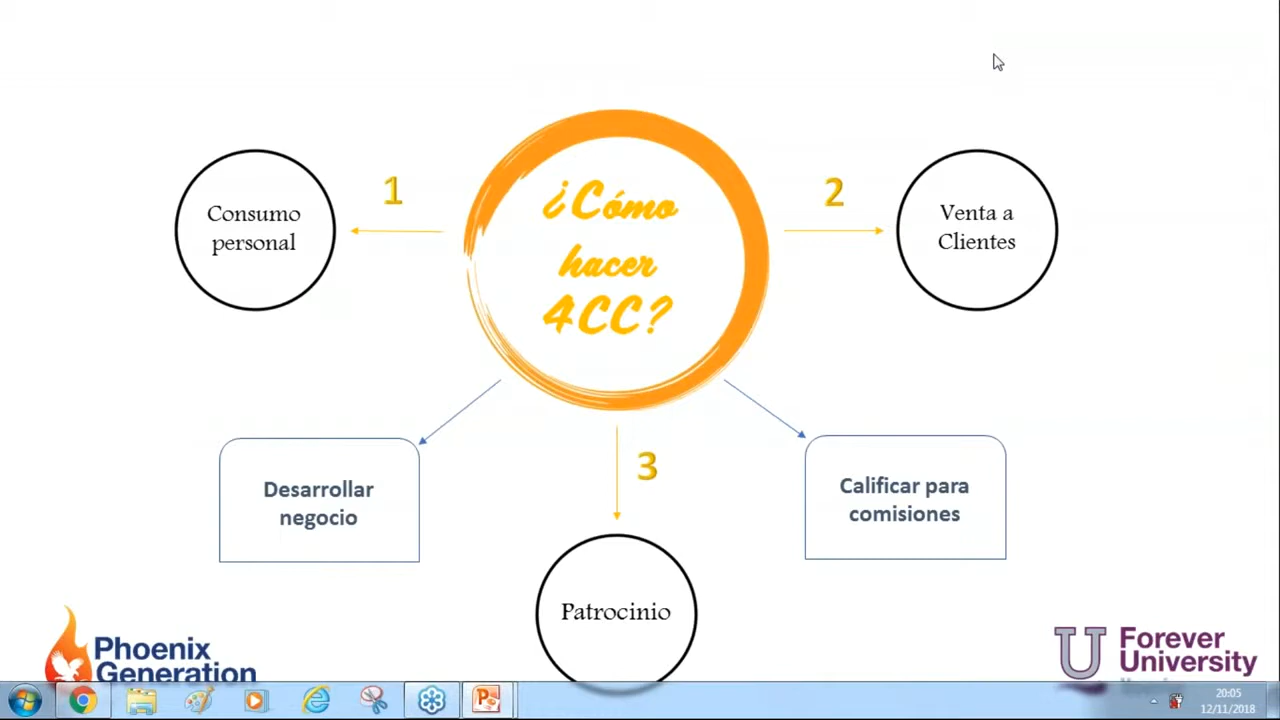 ¿Cómo
hacer
4CC?
1
Consumo
personal
2
Venta a
Clientes
3
Patrocinio
Desarrollar
negocio
Calificar para
comisiones
Phoenix
Generation
U
Forever
University
20:05
12/11/2018